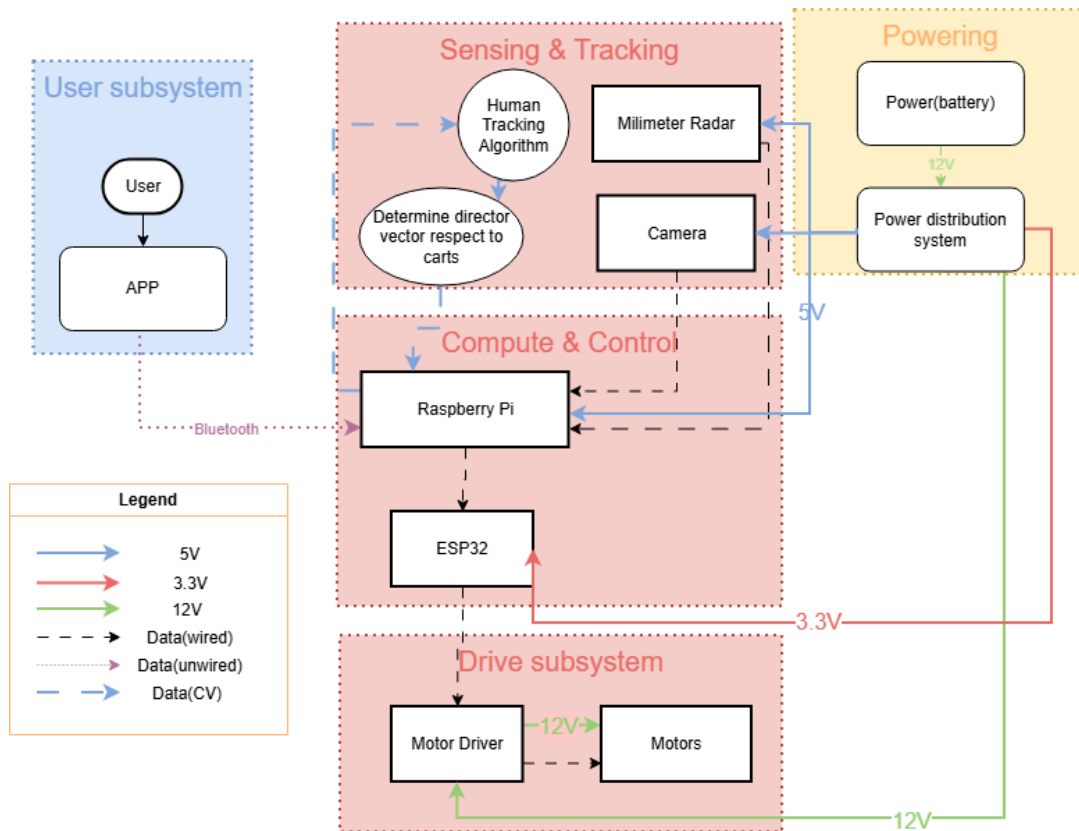 Sensing & Tracking
Powering
User subsystem
Human
Tracking
Algorithm
Milimeter Radar
Power(battery)
12V
User
Determine director
vector respect to
carts
Camera
Power distribution
system
APP
5V
Compute & Control
Raspberry Pi
Bluetooth
Legend
5V
3.3V
12V
Data(wired)
Data(unwired)
Data(CV)
ESP32
3.3V
Drive subsystem
Motor Driver
12V
Motors
12V